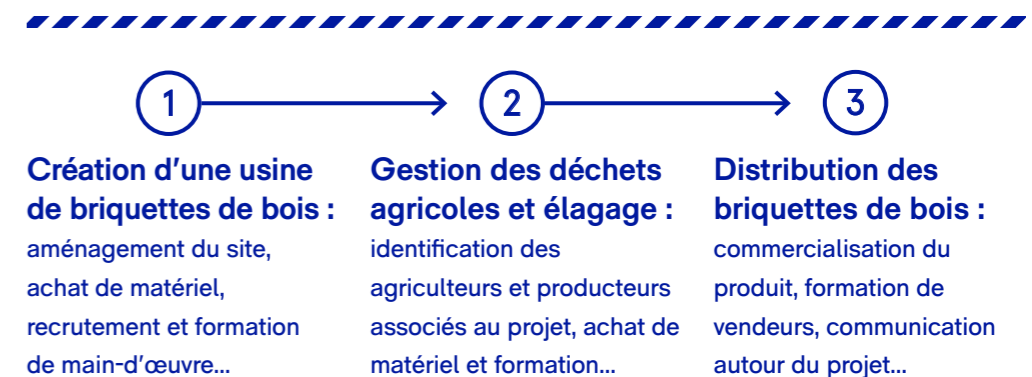 1
2
3
Création d’une usine
de briquettes de bois :
aménagement du site,
achat de matériel,
recrutement et formation
de main-d’œuvre...
Gestion des déchets
agricoles et élagage :
identification des
agriculteurs et producteurs
associés au projet, achat de
matériel et formation...
Distribution des
briquettes de bois :
commercialisation du
produit, formation de
vendeurs, communication
autour du projet...